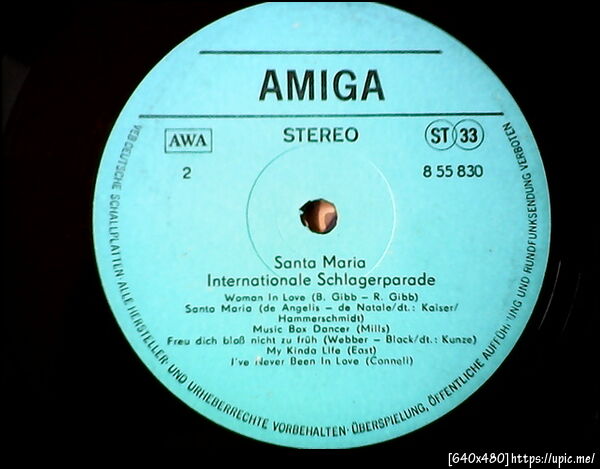 AMIGA
AWA
STEREO
ST 33
2
8 55 830
Santa Maria
Internationale Schlagerparade
Woman In Love (B. Gibb – R. Gibb)
Santa Maria (de Angelis – de Natale/dt.: Kaiser/
Hammerschmidt)
Music Box Dancer (Mills)
Freu dich bloß nicht zu früh (Webber – Black/dt.: Kunze)
My Kinda Life (East)
I've Never Been In Love (Connell)
VEB DEUTSCHE SCHALLPLATTEN · ALLE HERSTELLER- UND URHEBERRECHTE VORBEHALTEN · ÜBERSPIELUNG, ÖFFENTLICHE AUFFÜHRUNG UND RUNDFUNKSENDUNG VERBOTEN
[640x480]https://upic.me/